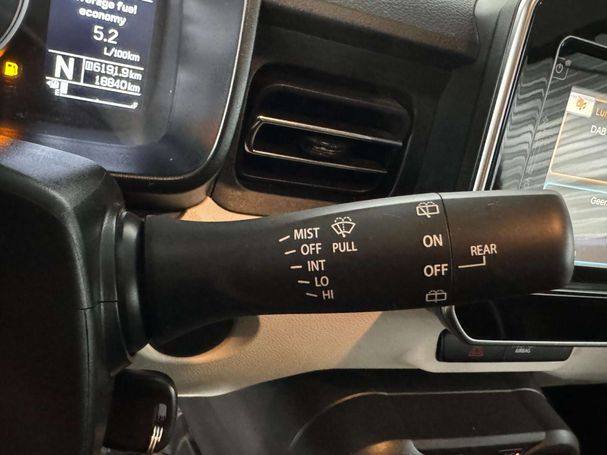 average fuel
economy
5.2
L/100km
N
6191.9km
18840km
E
MIST
OFF
PULL
INT
LO
HI
ON
OFF
REAR
DAB
AIRBAG